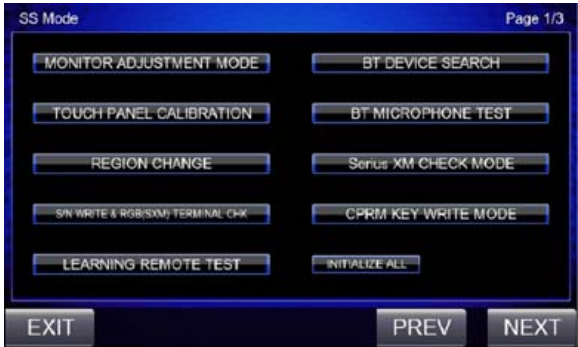 SS Mode Page 1/3
MONITOR ADJUSTMENT MODE BT DEVICE SEARCH
TOUCH PANEL CALIBRATION BT MICROPHONE TEST
REGION CHANGE Serius XM CHECK MODE
S/N WRITE & RGB(SXM) TERMINAL CHK CPRM KEY WRITE MODE
LEARNING REMOTE TEST INITIALIZE ALL
EXIT PREV NEXT